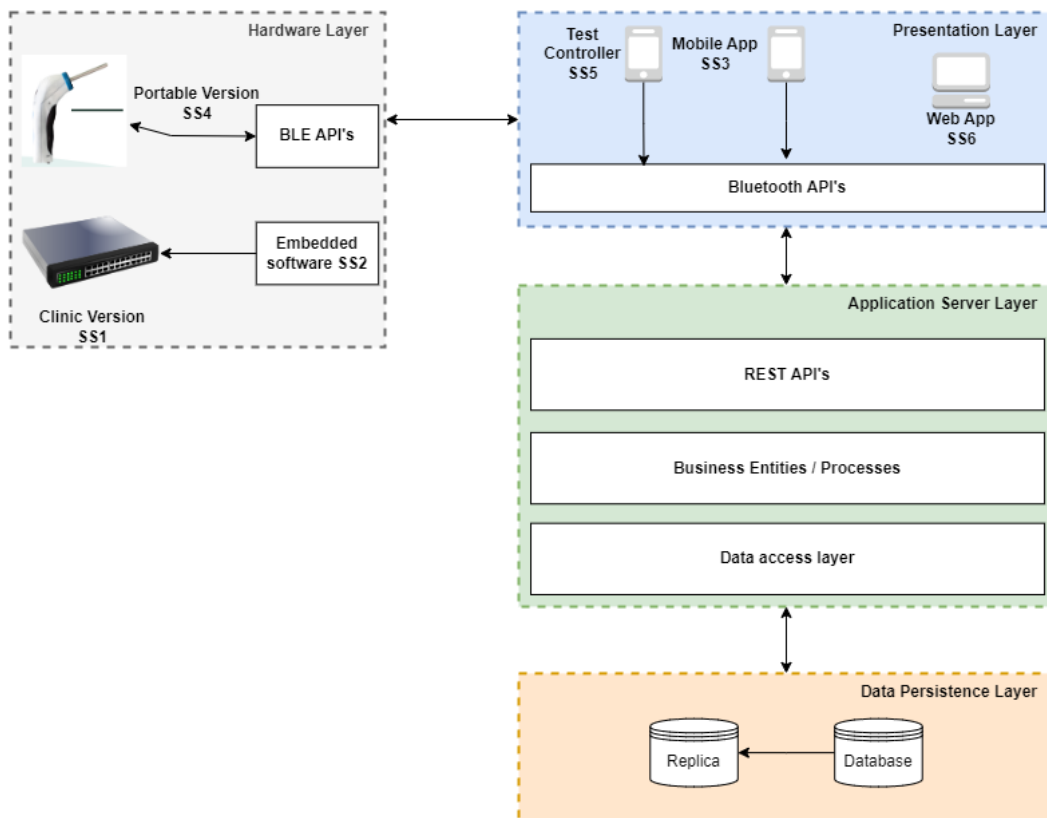 Hardware Layer
Portable Version
SS4
BLE API's
Embedded
software SS2
Clinic Version
SS1
Presentation Layer
Test
Controller
SS5
Mobile App
SS3
Web App
SS6
Bluetooth API's
Application Server Layer
REST API's
Business Entities / Processes
Data access layer
Data Persistence Layer
Replica
Database